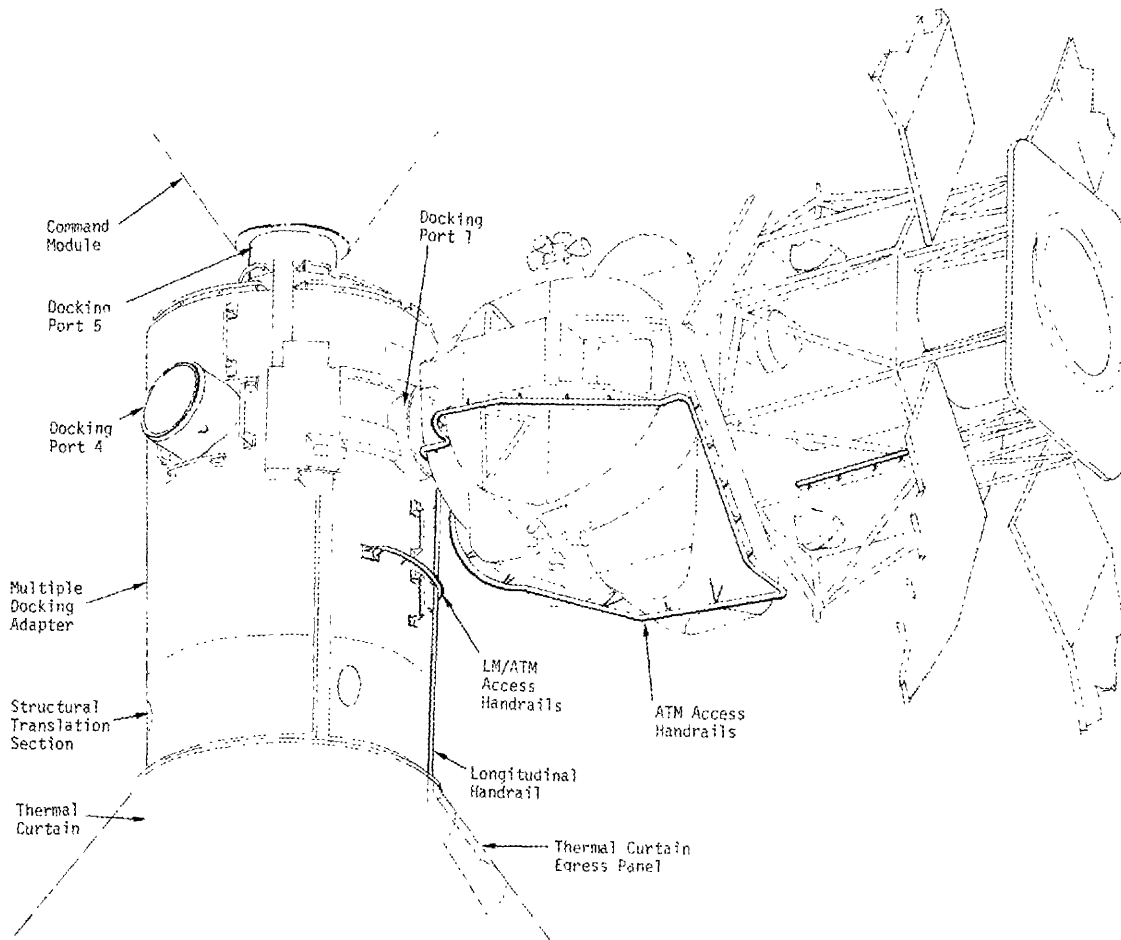 Command
Module
Docking
Port 5
Docking
Port 4
Docking
Port 1
Multiple
Docking
Adapter
Structural
Translation
Section
Thermal
Curtain
LM/ATM
Access
Handrails
ATM Access
Handrails
Longitudinal
Handrail
Thermal Curtain
Egress Panel